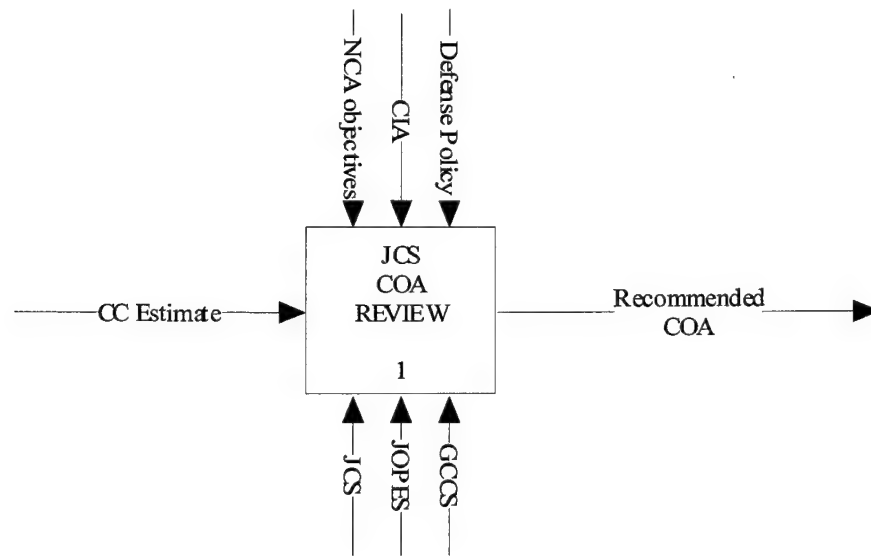 NCA objectives
CIA
Defense Policy
CC Estimate
JCS
COA
REVIEW
1
Recommended
COA
JCS
JOPES
GCCS